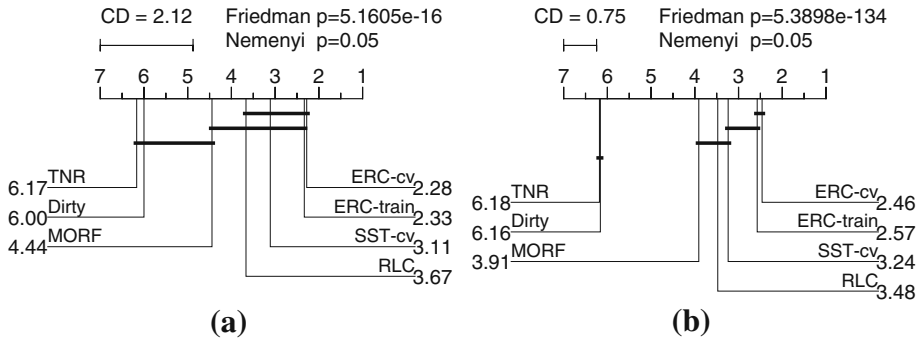 CD = 2.12 Friedman p=5.1605e-16
Nemenyi p=0.05
7 6 5 4 3 2 1
6.17 TNR ERC-cv 2.28
6.00 Dirty ERC-train 2.33
4.44 MORF SST-cv 3.11
RLC 3.67
(a)
CD = 0.75 Friedman p=5.3898e-134
Nemenyi p=0.05
7 6 5 4 3 2 1
6.18 TNR ERC-cv 2.46
6.16 Dirty ERC-train 2.57
3.91 MORF SST-cv 3.24
RLC 3.48
(b)